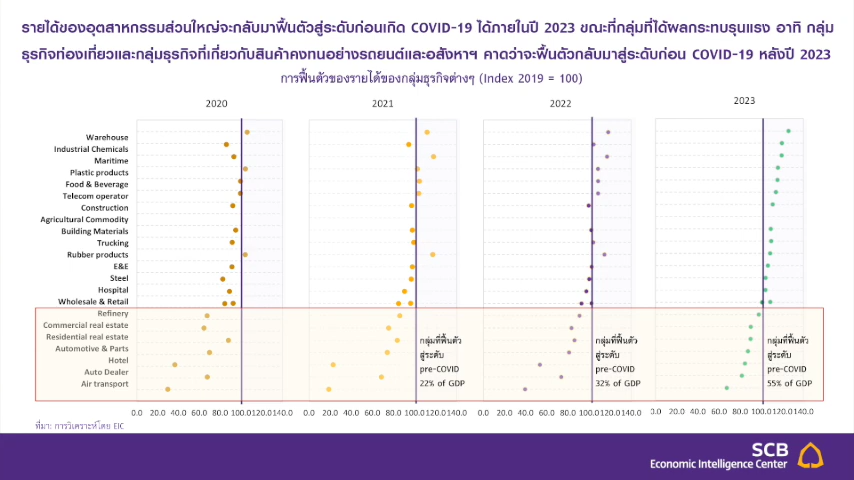 รายได้ของอุตสาหกรรมส่วนใหญ่จะกลับมาฟื้นตัวสู่ระดับก่อนเกิด COVID-19 ได้ภายในปี 2023 ขณะที่กลุ่มที่ได้ผลกระทบรุนแรง อาทิ กลุ่ม
ธุรกิจท่องเที่ยวและกลุ่มธุรกิจที่เกี่ยวกับสินค้าคงทนอย่างรถยนต์และอสังหาฯ คาดว่าจะฟื้นตัวกลับมาสู่ระดับก่อน COVID-19 หลังปี 2023
การฟื้นตัวของรายได้ของกลุ่มธุรกิจต่างๆ (Index 2019 = 100)
2020 2021 2022 2023
Warehouse
Industrial Chemicals
Maritime
Plastic products
Food & Beverage
Telecom operator
Construction
Agricultural Commodity
Building Materials
Trucking
Rubber products
E&E
Steel
Hospital
Wholesale & Retail
Refinery
Commercial real estate
Residential real estate
Automotive & Parts
Hotel
Auto Dealer
Air transport
กลุ่มที่ฟื้นตัว
สู่ระดับ
pre-COVID
22% of GDP
กลุ่มที่ฟื้นตัว
สู่ระดับ
pre-COVID
32% of GDP
กลุ่มที่ฟื้นตัว
สู่ระดับ
pre-COVID
55% of GDP
0.0 20.0 40.0 60.0 80.0 100.0 120.0 140.0
0.0 20.0 40.0 60.0 80.0 100.0 120.0 140.0
0.0 20.0 40.0 60.0 80.0 100.0 120.0 140.0
0.0 20.0 40.0 60.0 80.0 100.0 120.0 140.0
ที่มา: การวิเคราะห์โดย EIC
SCB
Economic Intelligence Center